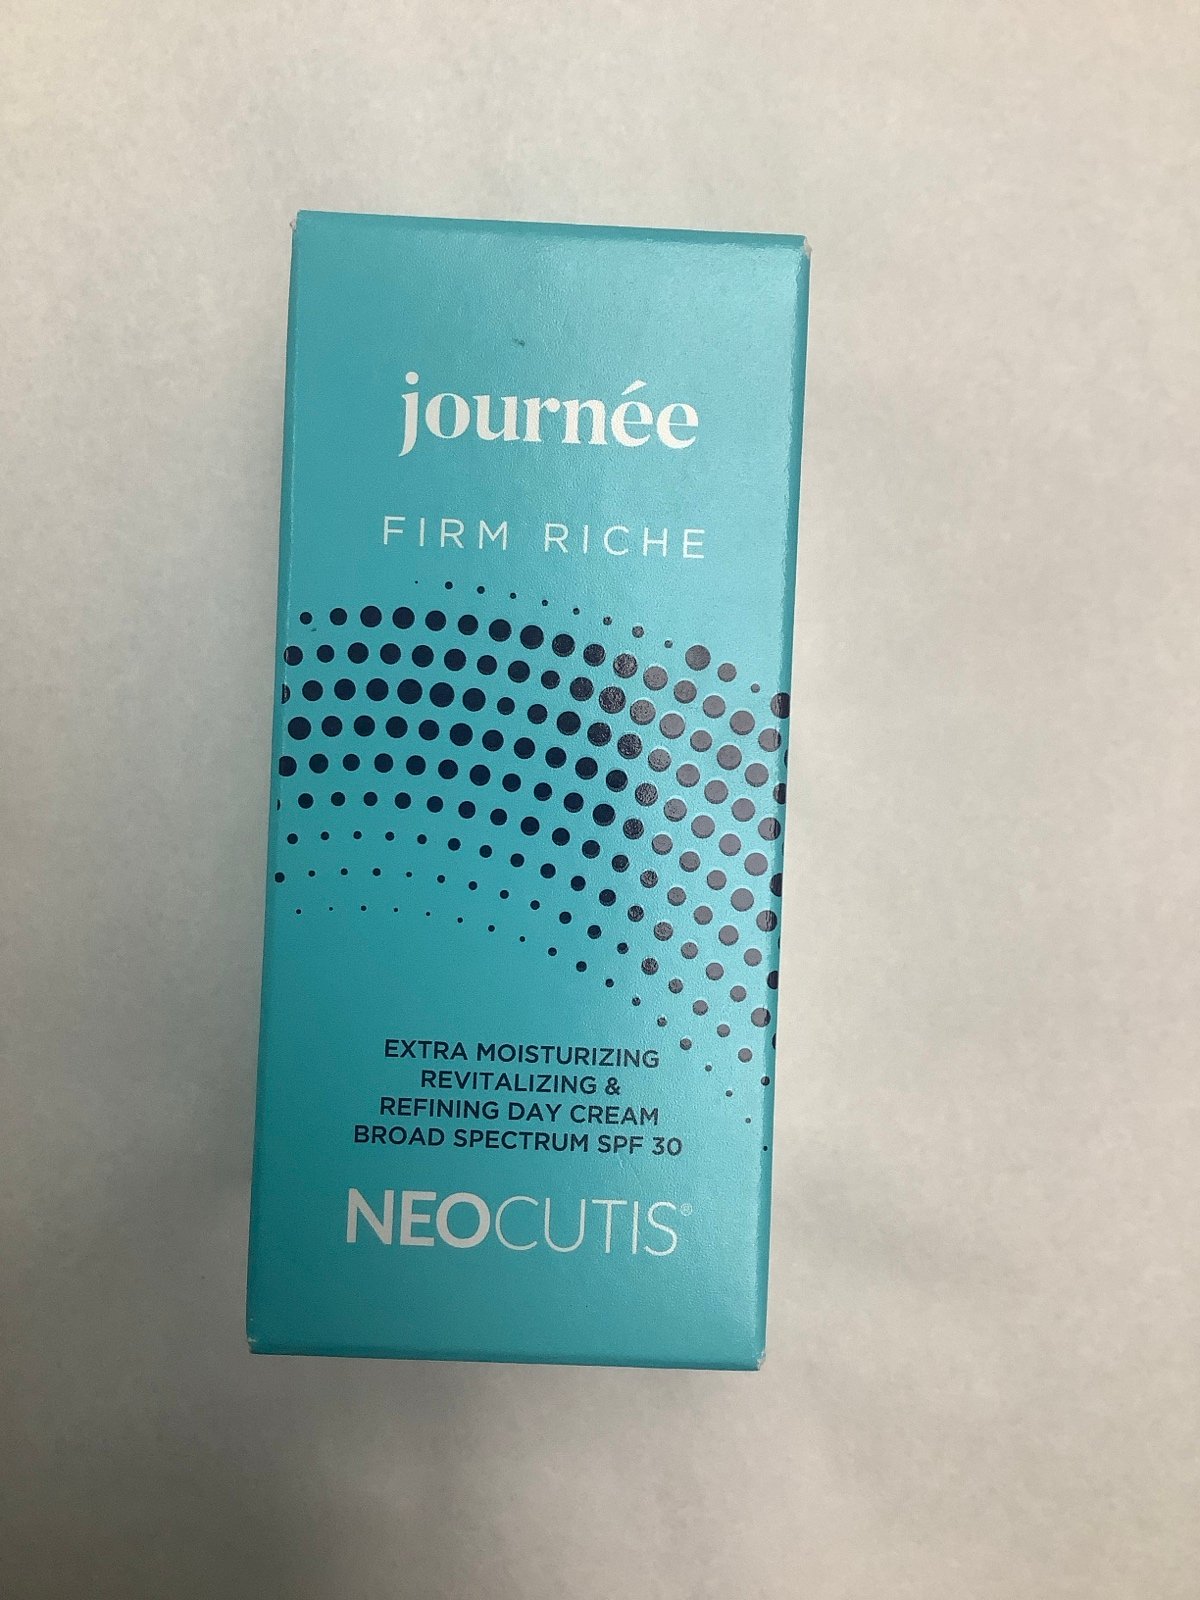 journée
FIRM RICHE
EXTRA MOISTURIZING
REVITALIZING &
REFINING DAY CREAM
BROAD SPECTRUM SPF 30
NEOCUTIS®